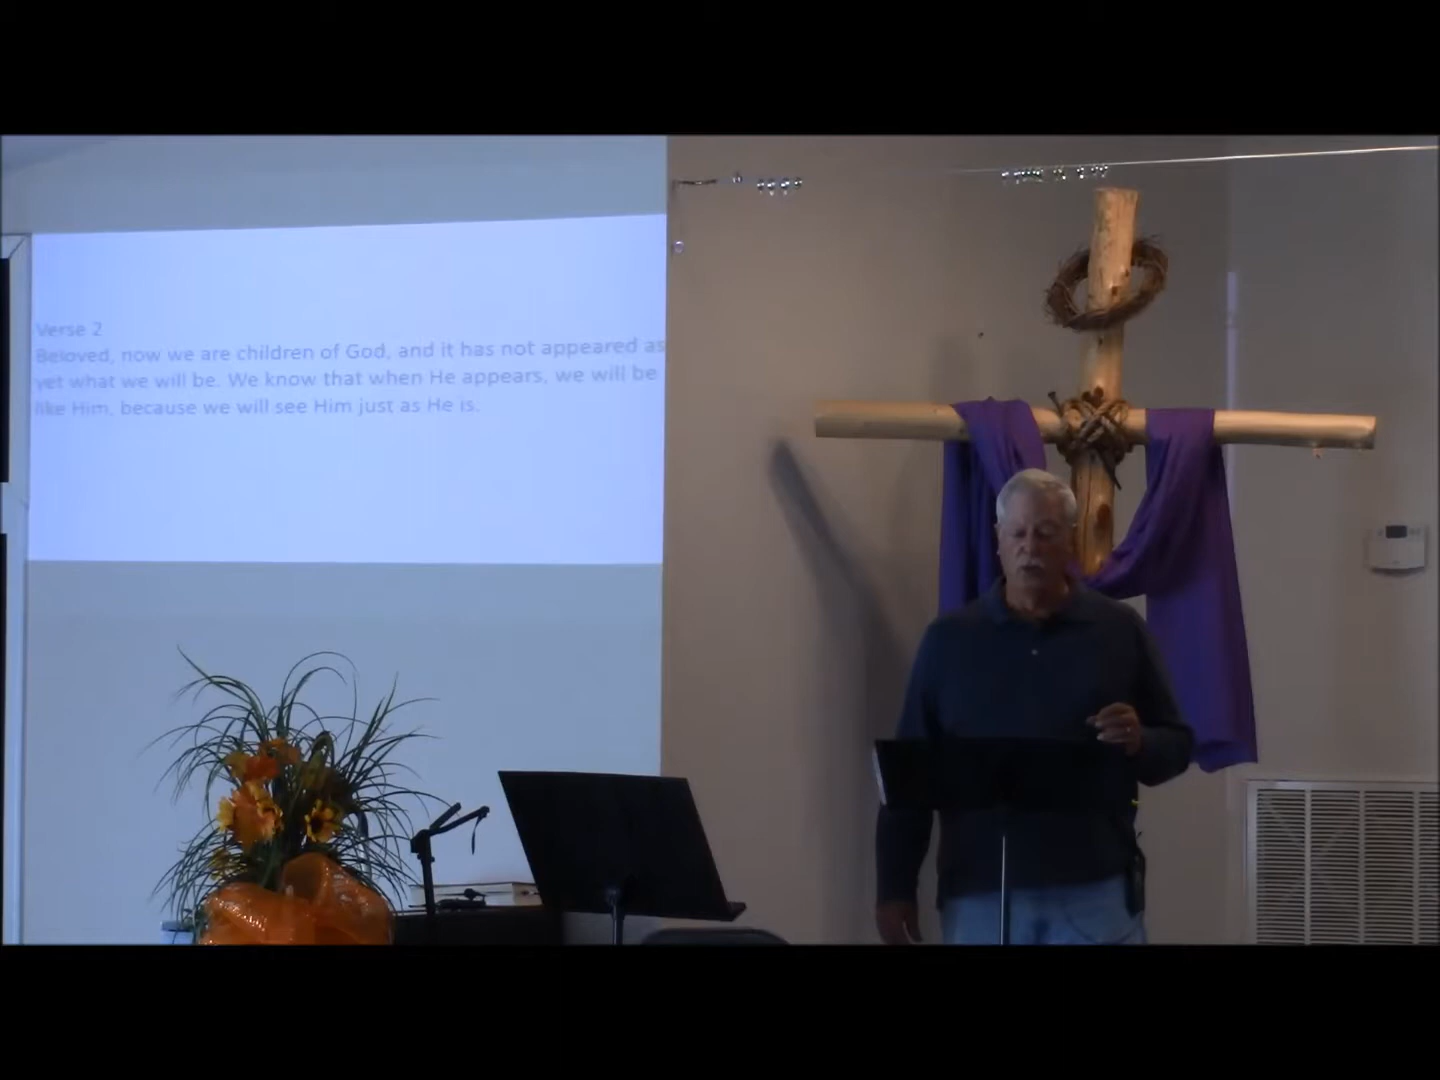 Verse 2
Beloved, now we are children of God, and it has not appeared as
yet what we will be. We know that when He appears, we will be
like Him, because we will see Him just as He is.